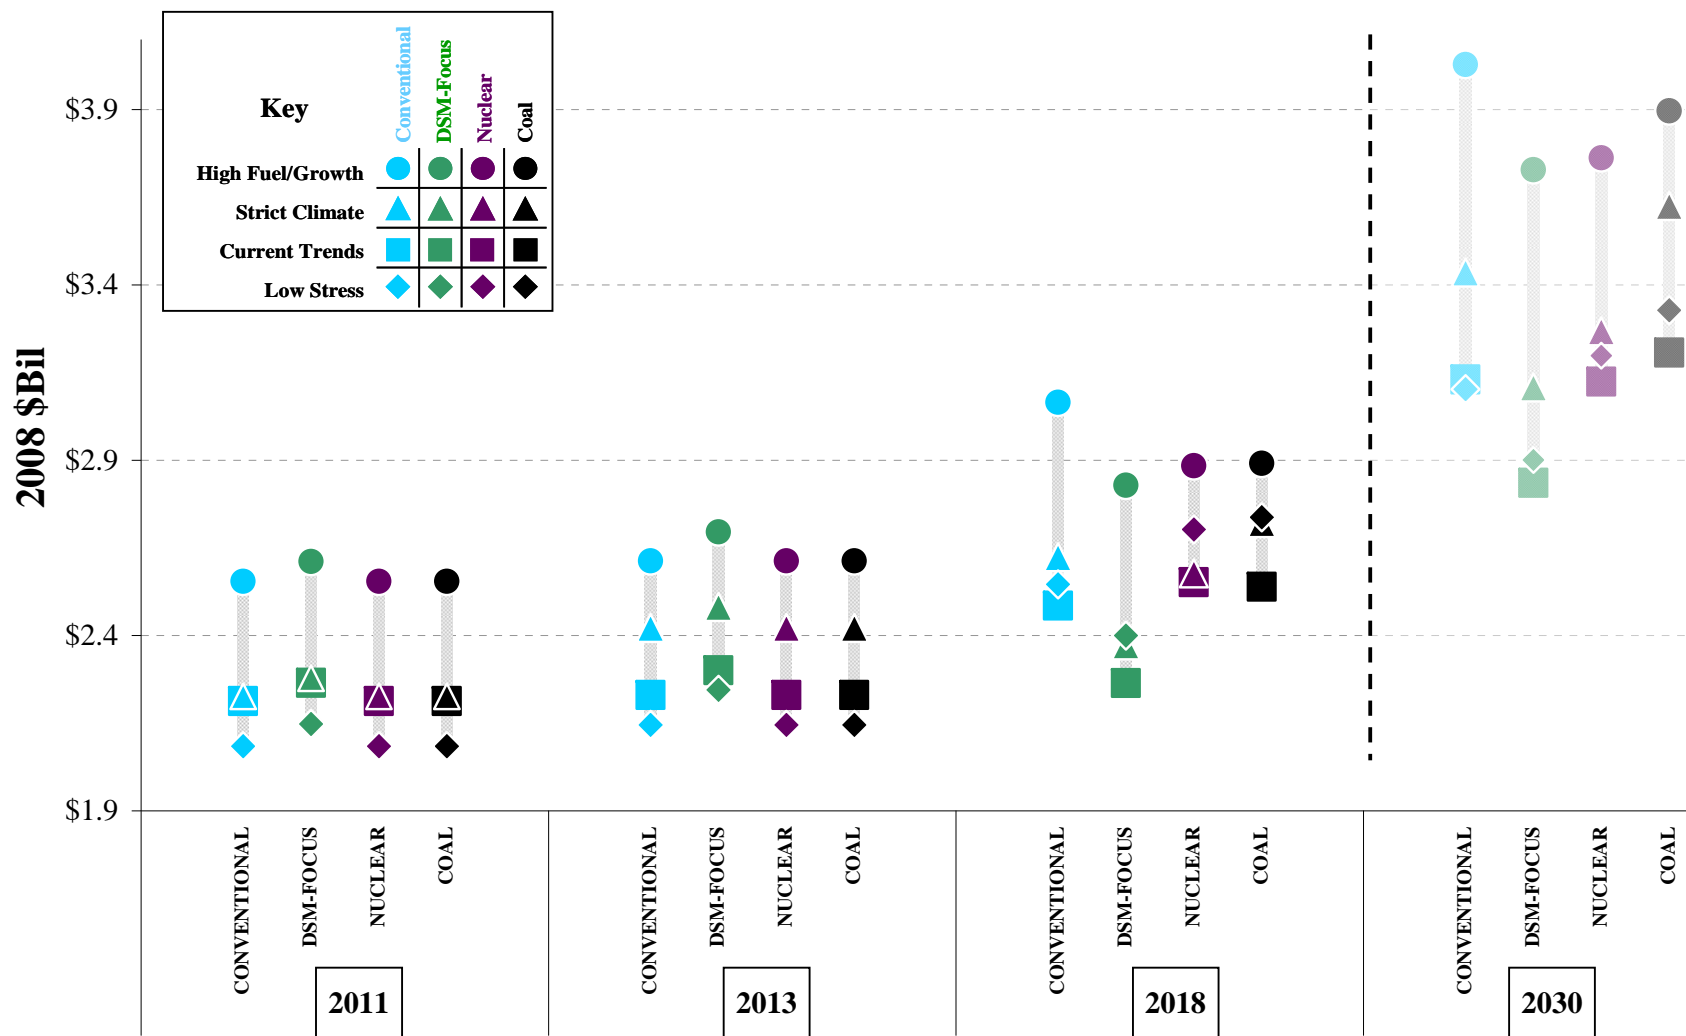 Key
Conventional
DSM-Focus
Nuclear
Coal
High Fuel/Growth
Strict Climate
Current Trends
Low Stress
2008 $Bil
$3.9
$3.4
$2.9
$2.4
$1.9
CONVENTIONAL
DSM-FOCUS
NUCLEAR
COAL
CONVENTIONAL
DSM-FOCUS
NUCLEAR
COAL
CONVENTIONAL
DSM-FOCUS
NUCLEAR
COAL
CONVENTIONAL
DSM-FOCUS
NUCLEAR
COAL
2011
2013
2018
2030